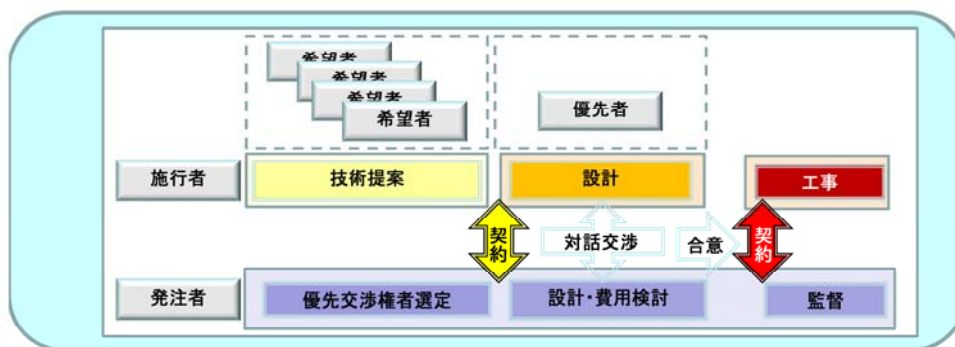 希望者
希望者
希望者
希望者
優先者
施行者
技術提案
設計
工事
契約
対話交渉
合意
契約
発注者
優先交渉権者選定
設計・費用検討
監督